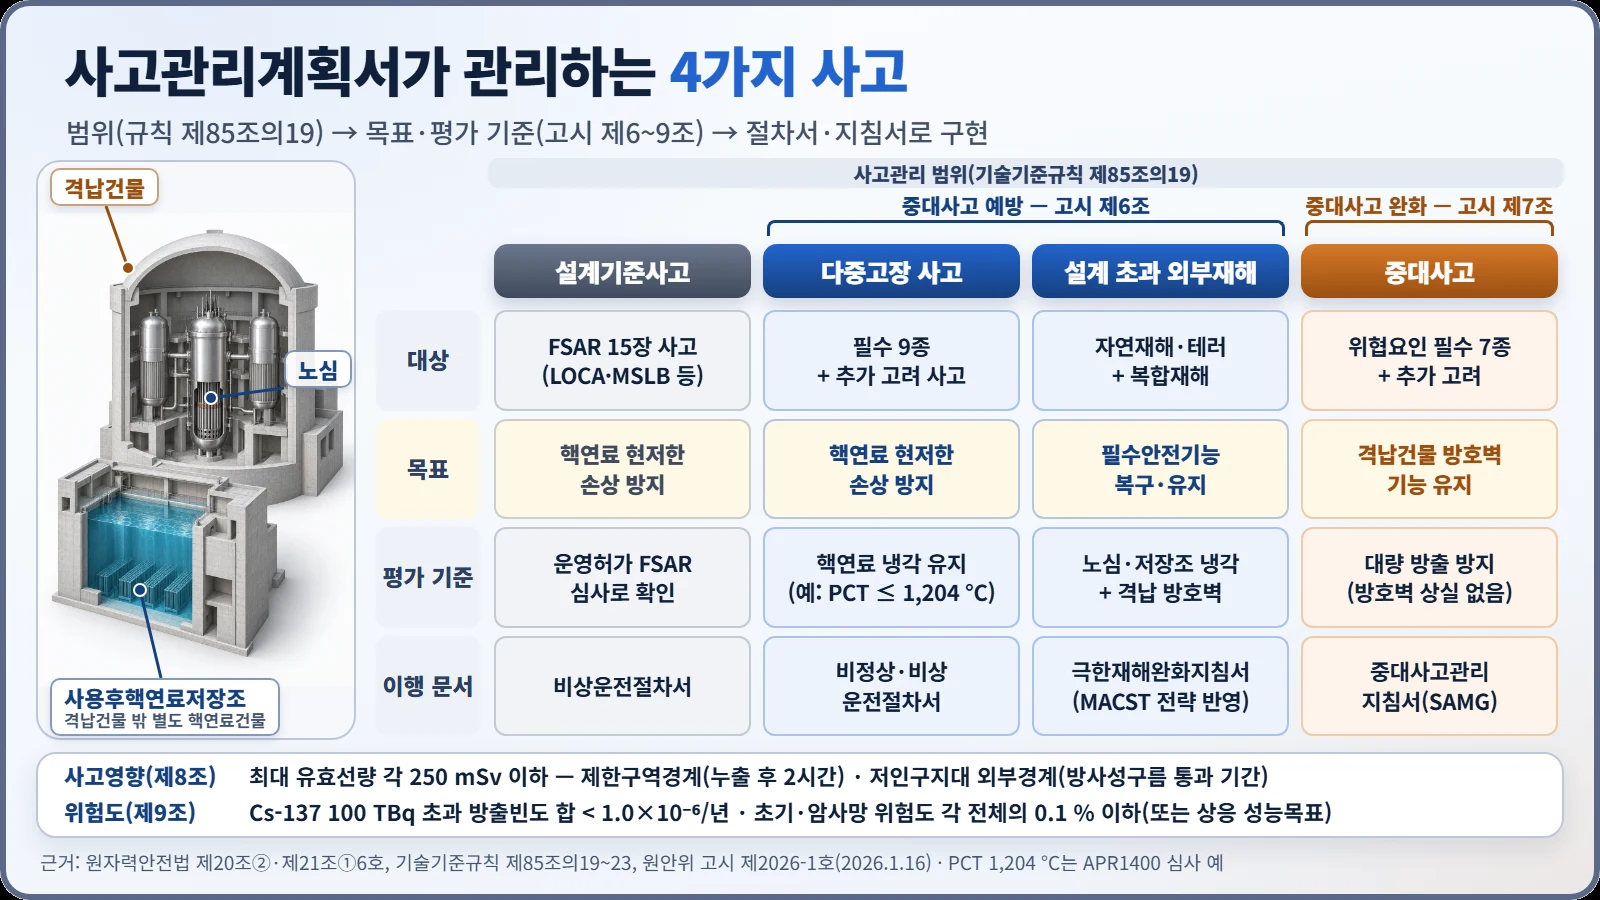 사고관리계획서가 관리하는 4가지 사고
범위(규칙 제85조의19) → 목표·평가 기준(고시 제6~9조) → 절차서·지침서로 구현
격납건물
노심
사용후핵연료저장조
격납건물 밖 별도 핵연료건물
사고관리 범위(기술기준규칙 제85조의19)
중대사고 예방 — 고시 제6조
중대사고 완화 — 고시 제7조
설계기준사고
다중고장 사고
설계 초과 외부재해
중대사고
대상
FSAR 15장 사고
(LOCA·MSLB 등)
필수 9종
+ 추가 고려 사고
자연재해·테러
+ 복합재해
위협요인 필수 7종
+ 추가 고려
목표
핵연료 현저한
손상 방지
핵연료 현저한
손상 방지
필수안전기능
복구·유지
격납건물 방호벽
기능 유지
평가 기준
운영허가 FSAR
심사로 확인
핵연료 냉각 유지
(예: PCT ≤ 1,204 °C)
노심·저장조 냉각
+ 격납 방호벽
대량 방출 방지
(방호벽 상실 없음)
이행 문서
비상운전절차서
비정상·비상
운전절차서
극한재해완화지침서
(MACST 전략 반영)
중대사고관리
지침서(SAMG)
사고영향(제8조) 최대 유효선량 각 250 mSv 이하 — 제한구역경계(누출 후 2시간) · 저인구지대 외부경계(방사성구름 통과 기간)
위험도(제9조) Cs-137 100 TBq 초과 방출빈도 합 < 1.0×10⁻⁶/년 · 초기·암사망 위험도 각 전체의 0.1 % 이하(또는 상응 성능목표)
근거: 원자력안전법 제20조②·제21조①6호, 기술기준규칙 제85조의19~23, 원안위 고시 제2026-1호(2026.1.16) · PCT 1,204 °C는 APR1400 심사 예